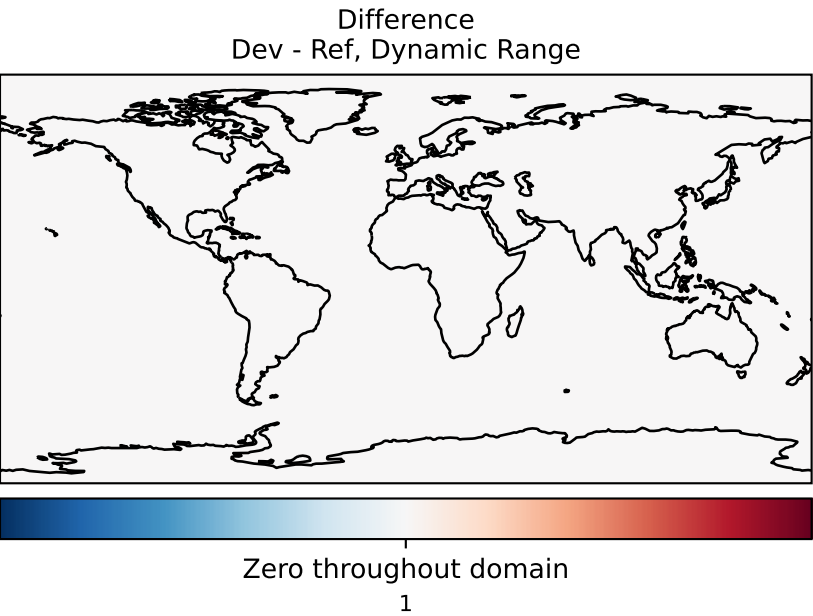 Difference
Dev - Ref, Dynamic Range
Zero throughout domain
1